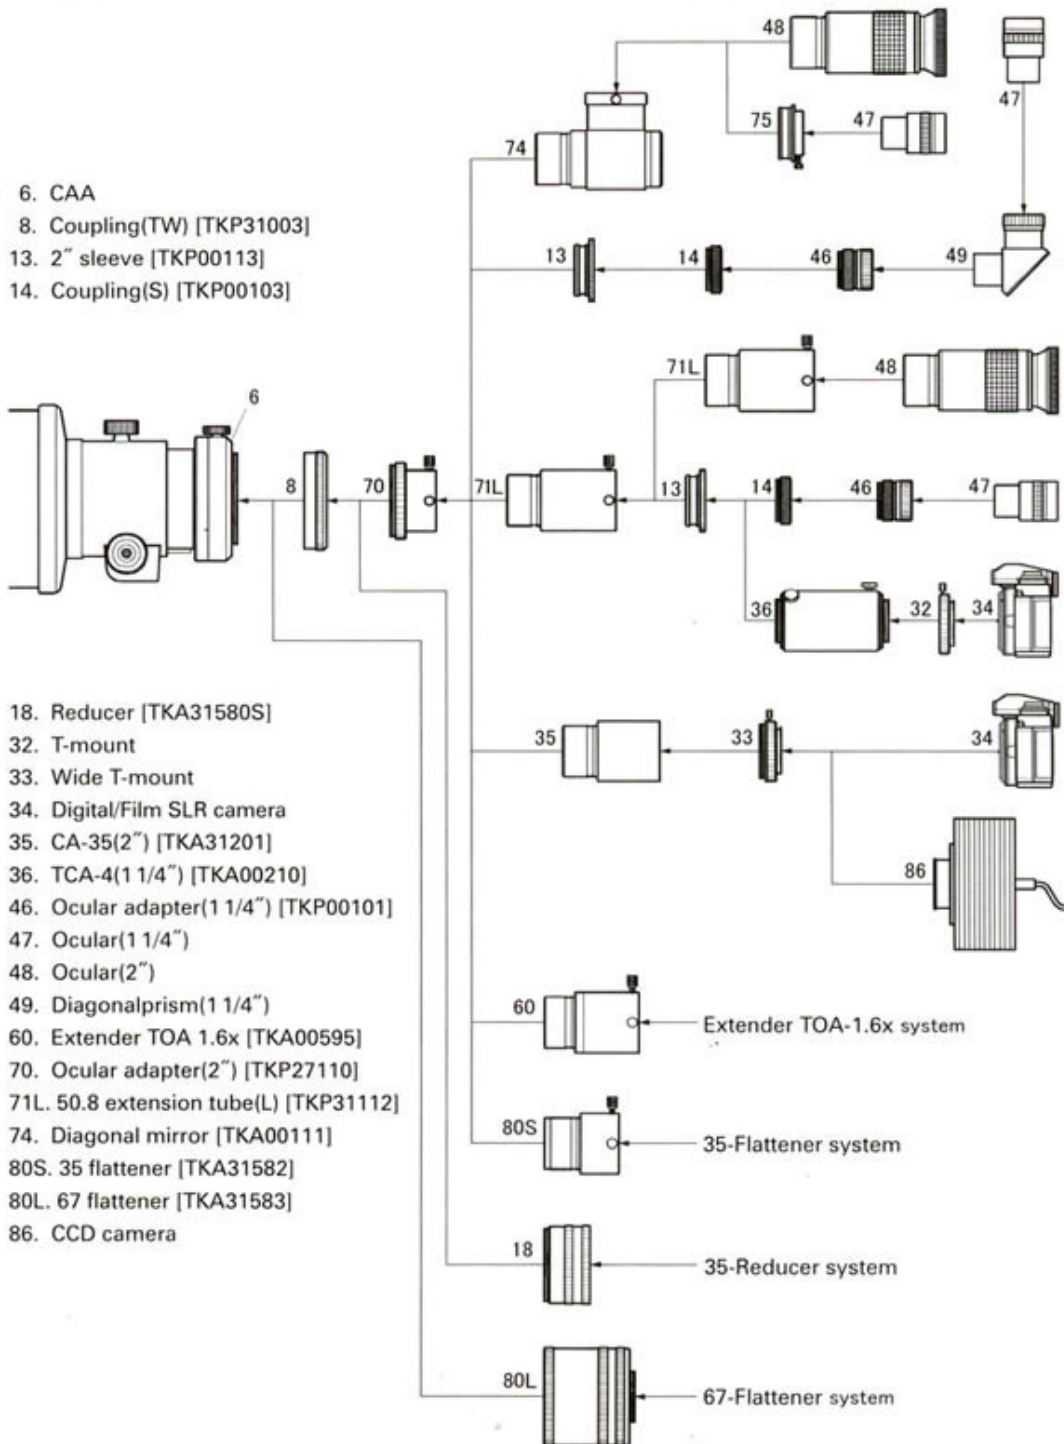 48
47
75
47
74
6. CAA
8. Coupling(TW) [TKP31003]
13. 2″ sleeve [TKP00113]
14. Coupling(S) [TKP00103]
13
14
46
49
71L
48
6
8
70
71L
13
14
46
47
36
32
34
18. Reducer [TKA31580S]
32. T-mount
33. Wide T-mount
34. Digital/Film SLR camera
35. CA-35(2″) [TKA31201]
36. TCA-4(1 1/4″) [TKA00210]
46. Ocular adapter(1 1/4″) [TKP00101]
47. Ocular(1 1/4″)
48. Ocular(2″)
49. Diagonalprism(1 1/4″)
60. Extender TOA 1.6x [TKA00595]
70. Ocular adapter(2″) [TKP27110]
71L. 50.8 extension tube(L) [TKP31112]
74. Diagonal mirror [TKA00111]
80S. 35 flattener [TKA31582]
80L. 67 flattener [TKA31583]
86. CCD camera
35
33
34
86
60
Extender TOA-1.6x system
80S
35-Flattener system
18
35-Reducer system
80L
67-Flattener system